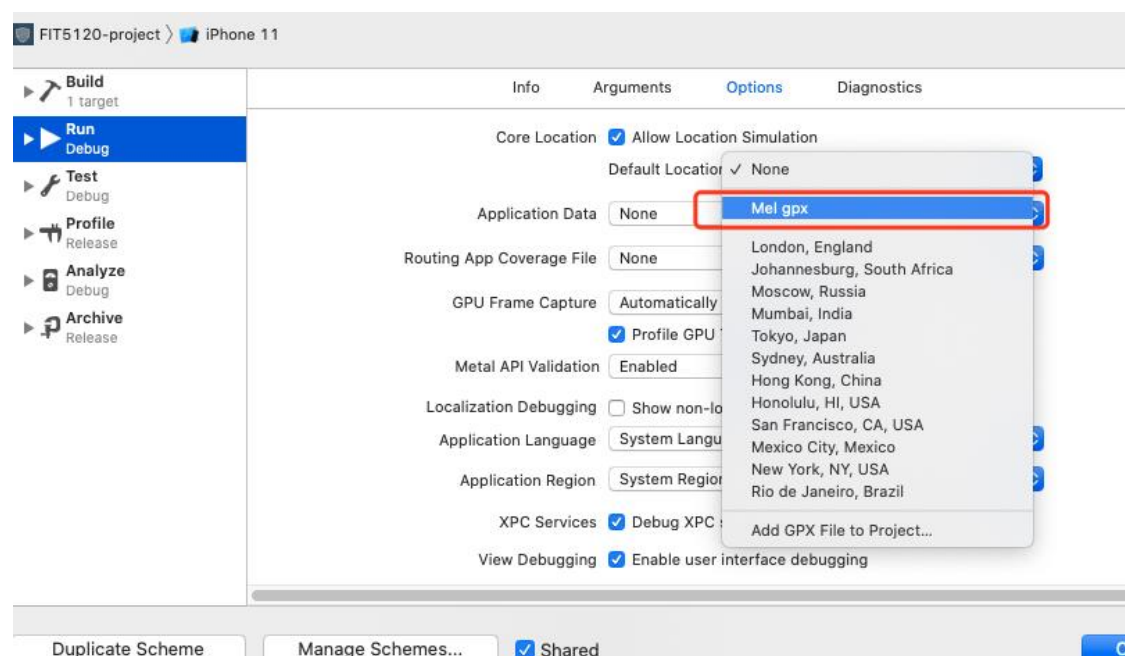 FIT5120-project 〉 iPhone 11
Build
1 target
Run
Debug
Test
Debug
Profile
Release
Analyze
Debug
Archive
Release
Info Arguments Options Diagnostics
Core Location Allow Location Simulation
Default Location None
Mel gpx
Application Data None
London, England
Johannesburg, South Africa
Routing App Coverage File None
Moscow, Russia
Mumbai, India
GPU Frame Capture Automatically
Tokyo, Japan
Profile GPU
Sydney, Australia
Metal API Validation Enabled
Hong Kong, China
Honolulu, HI, USA
Localization Debugging Show
San Francisco, CA, USA
Application Language System
Mexico City, Mexico
New York, NY, USA
Application Region System Region
Rio de Janeiro, Brazil
XPC Services Debug XPC
Add GPX File to Project...
View Debugging Enable user interface debugging
Duplicate Scheme Manage Schemes... Shared